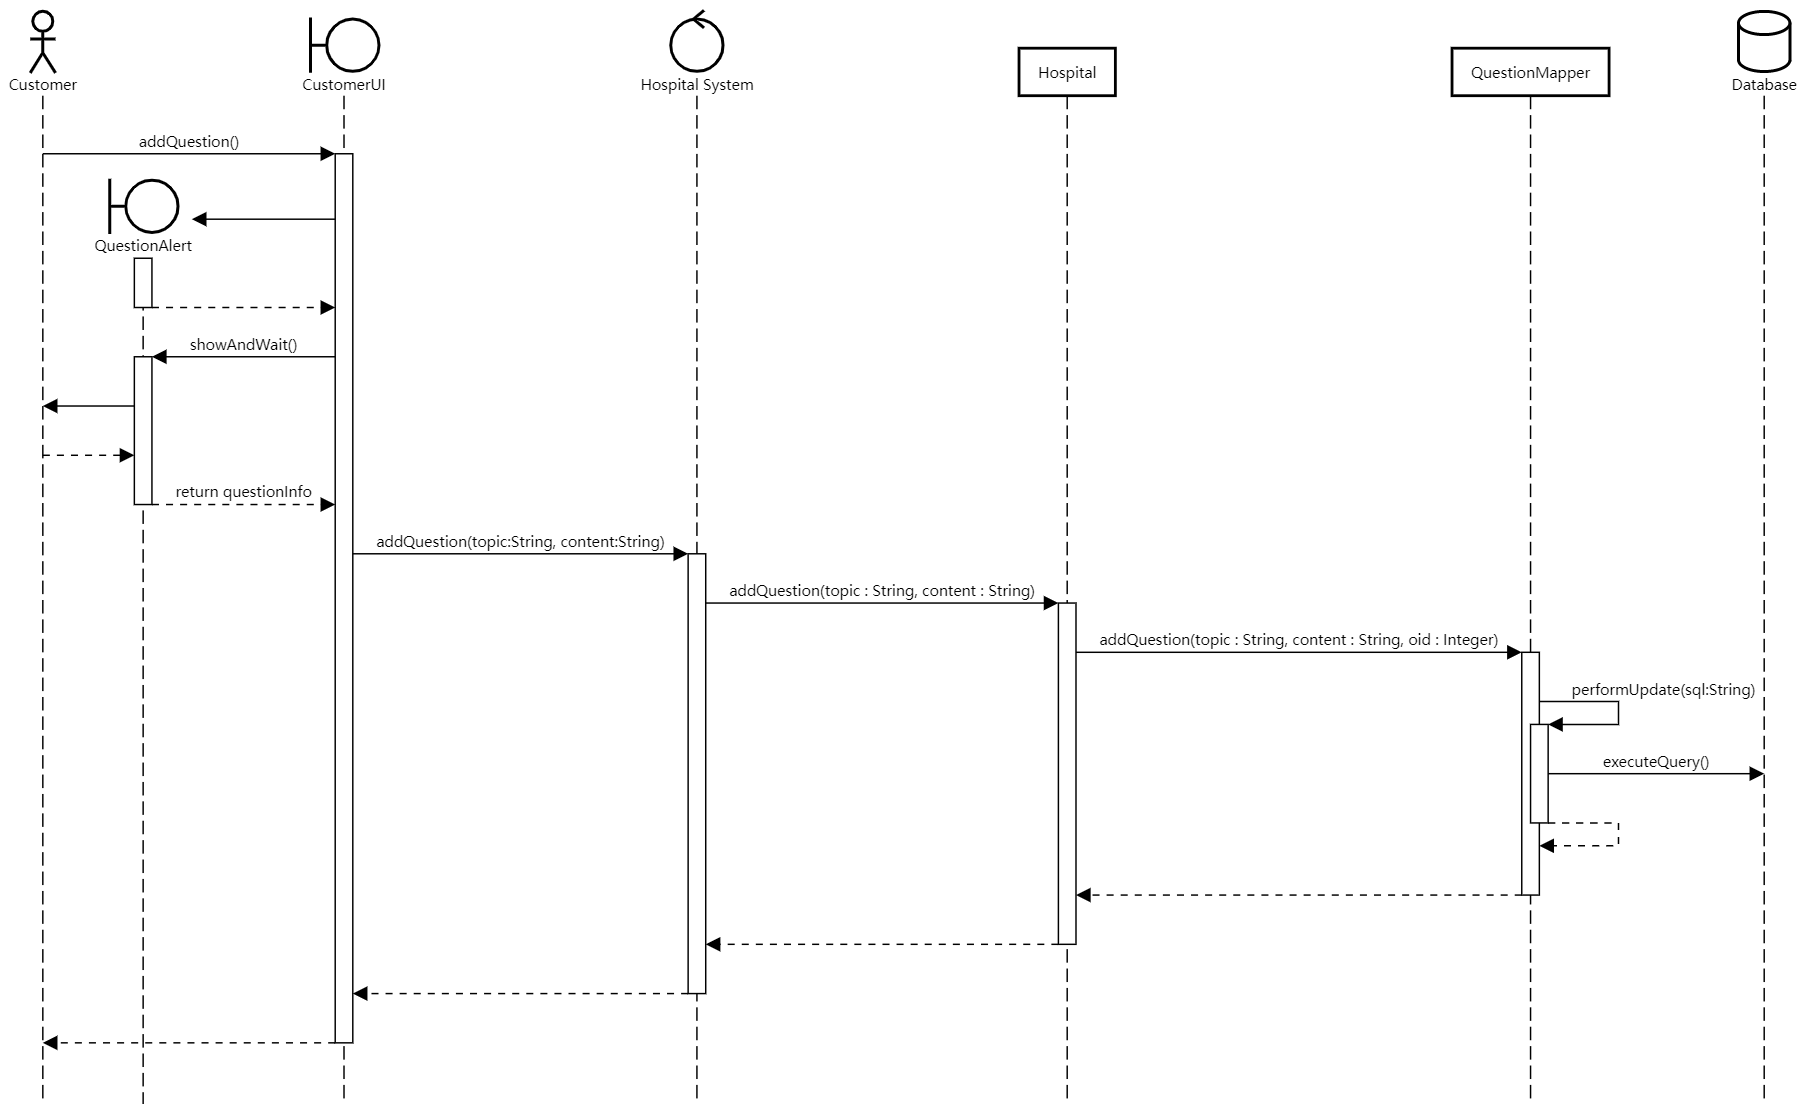 Customer
CustomerUI
Hospital System
Hospital
QuestionMapper
Database
addQuestion()
QuestionAlert
showAndWait()
return questionInfo
addQuestion(topic:String, content:String)
addQuestion(topic : String, content : String)
addQuestion(topic : String, content : String, oid : Integer)
performUpdate(sql:String)
executeQuery()